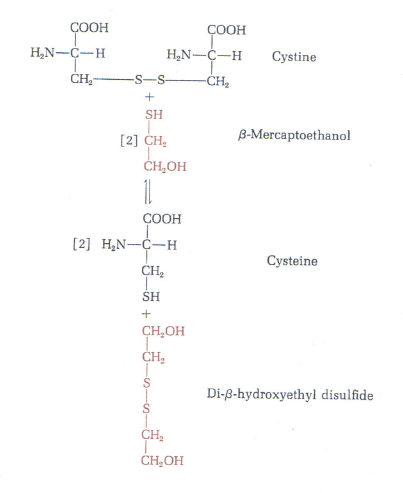 COOH COOH
H₂N—C—H H₂N—C—H Cystine
CH₂—S—S—CH₂
+
SH
[2] CH₂ β-Mercaptoethanol
CH₂OH
COOH
[2] H₂N—C—H
CH₂ Cysteine
SH
+
CH₂OH
CH₂
S
Di-β-hydroxyethyl disulfide
S
CH₂
CH₂OH